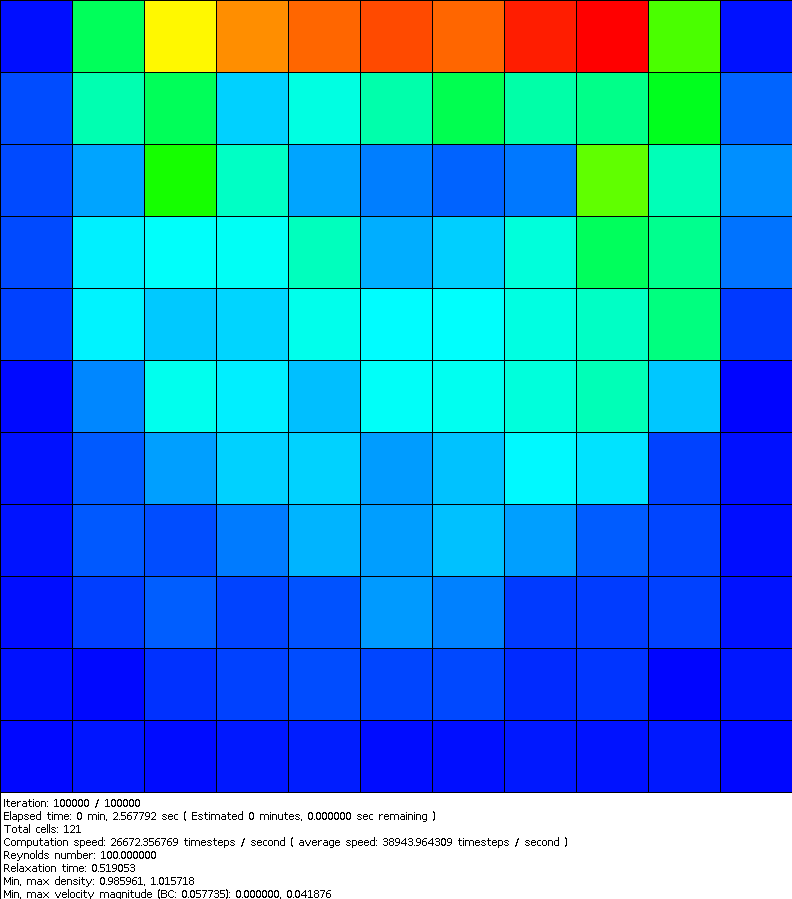 Iteration: 100000 / 100000
Elapsed time: 0 min, 2.567792 sec ( Estimated 0 minutes, 0.000000 sec remaining )
Total cells: 121
Computation speed: 26672.356769 timesteps / second ( average speed: 38943.964309 timesteps / second )
Reynolds number: 100.000000
Relaxation time: 0.519053
Min, max density: 0.985961, 1.015718
Min, max velocity magnitude (BC: 0.057735): 0.000000, 0.041876